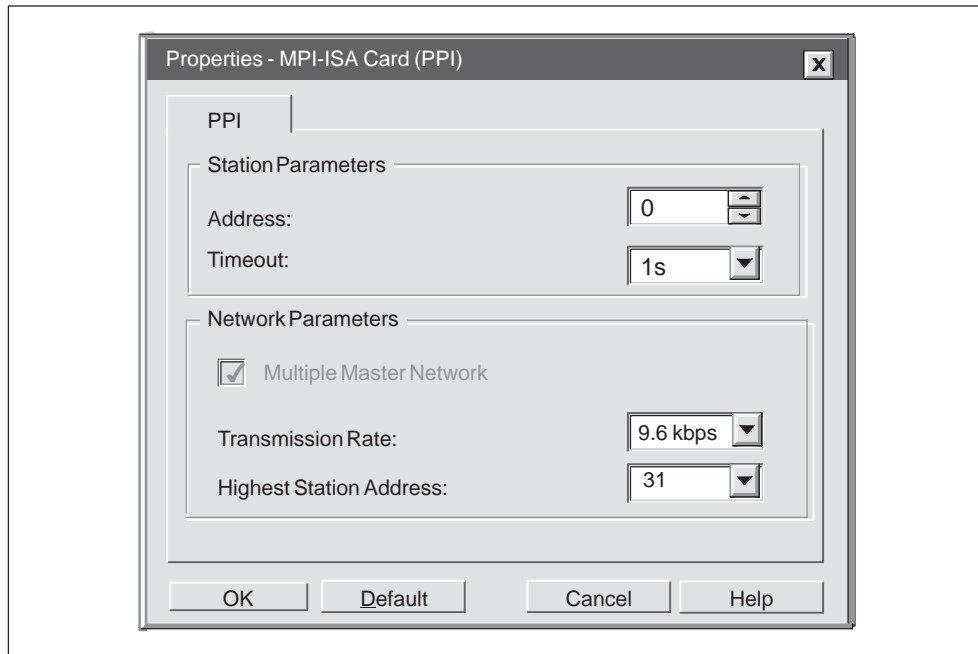 Properties - MPI-ISA Card (PPI)
X
PPI
Station Parameters
Address:
0
Timeout:
1s
Network Parameters
Multiple Master Network
Transmission Rate:
9.6 kbps
Highest Station Address:
31
OK
Default
Cancel
Help